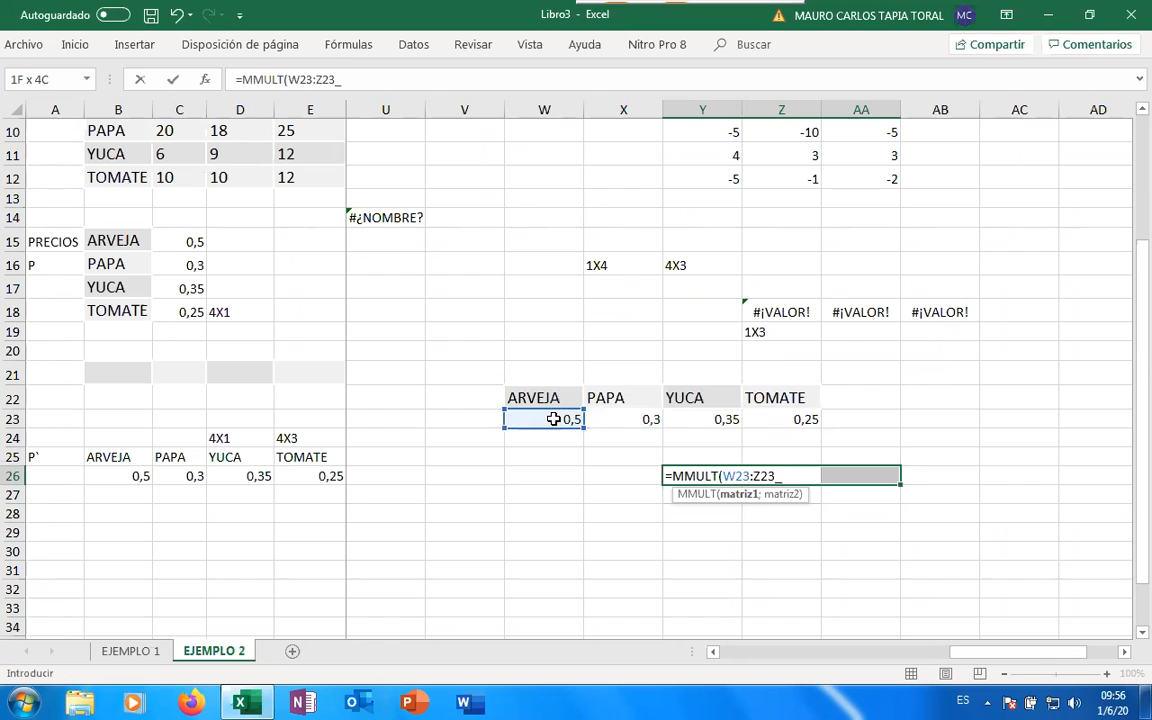 Autoguardado
Libro3 - Excel
MAURO CARLOS TAPIA TORAL MC
Archivo Inicio Insertar Disposición de página Fórmulas Datos Revisar Vista Ayuda Nitro Pro 8 Buscar Compartir Comentarios
1F x 4C fx =MMULT(W23:Z23_
A B C D E U V W X Y Z AA AB AC AD
10 PAPA 20 18 25 -5 -10 -5
11 YUCA 6 9 12 4 3 3
12 TOMATE 10 10 12 -5 -1 -2
13
14 #¿NOMBRE?
15 PRECIOS ARVEJA 0,5
16 P PAPA 0,3 1X4 4X3
17 YUCA 0,35
18 TOMATE 0,25 4X1 #¡VALOR! #¡VALOR! #¡VALOR!
19 1X3
20
21
22 ARVEJA PAPA YUCA TOMATE
23 0,5 0,3 0,35 0,25
24 4X1 4X3
25 P` ARVEJA PAPA YUCA TOMATE
26 0,5 0,3 0,35 0,25 =MMULT(W23:Z23_
27 MMULT(matriz1; matriz2)
28
29
30
31
32
33
34
EJEMPLO 1 EJEMPLO 2
Introducir 100%
ES 09:56
1/6/20